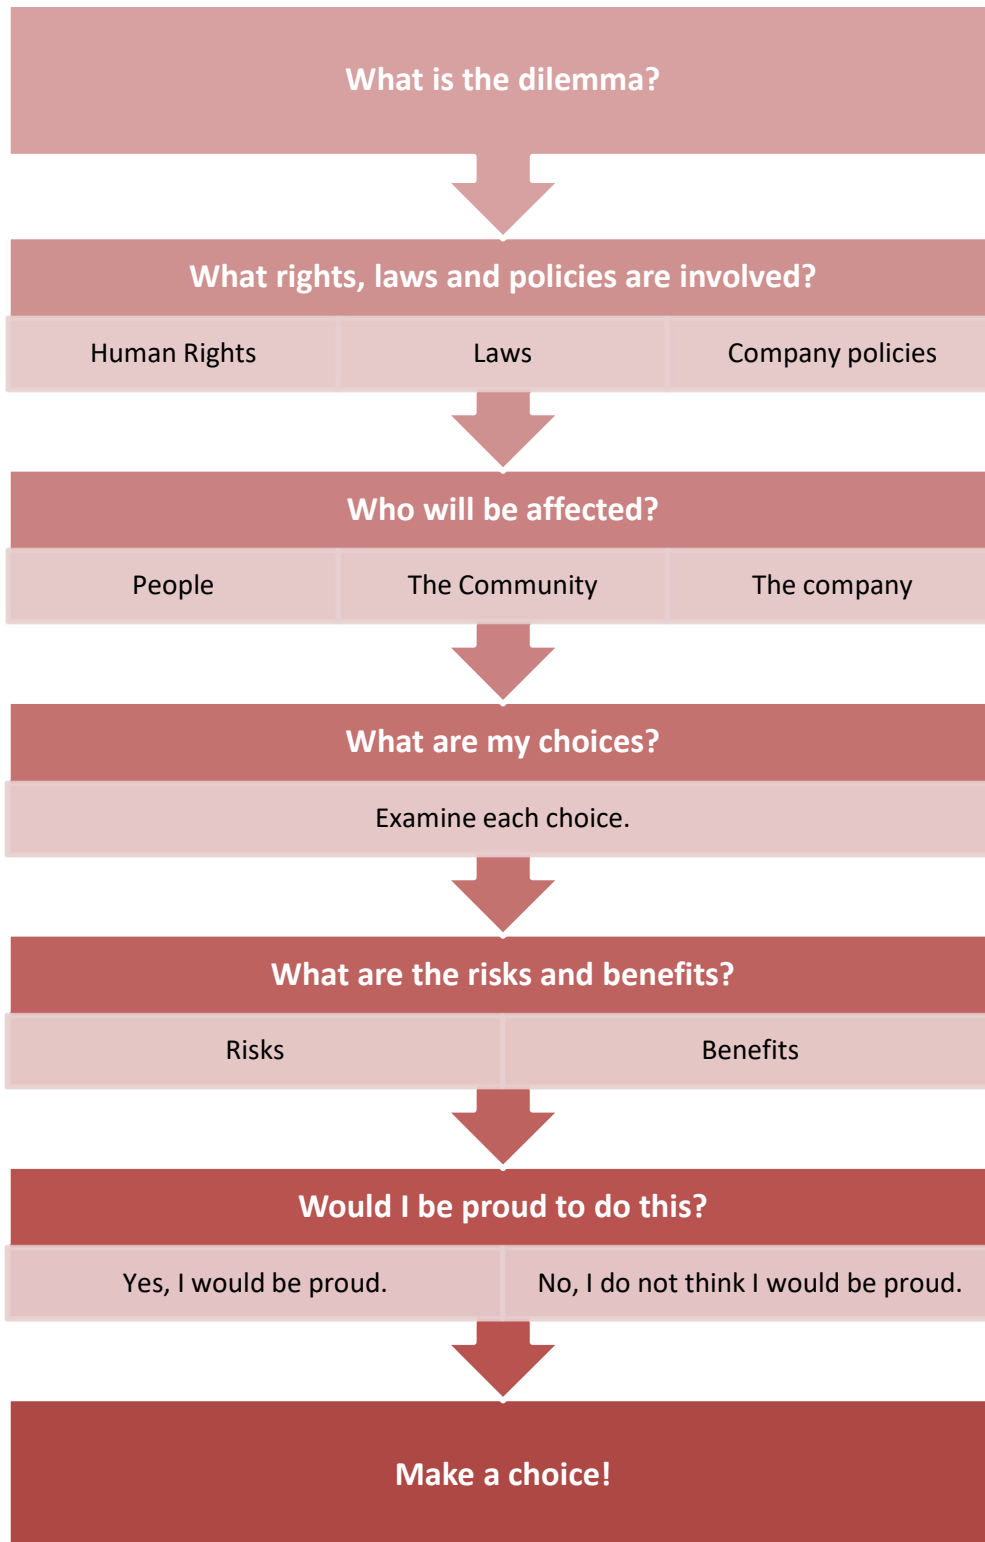 What is the dilemma?
What rights, laws and policies are involved?
Human Rights
Laws
Company policies
Who will be affected?
People
The Community
The company
What are my choices?
Examine each choice.
What are the risks and benefits?
Risks
Benefits
Would I be proud to do this?
Yes, I would be proud.
No, I do not think I would be proud.
Make a choice!